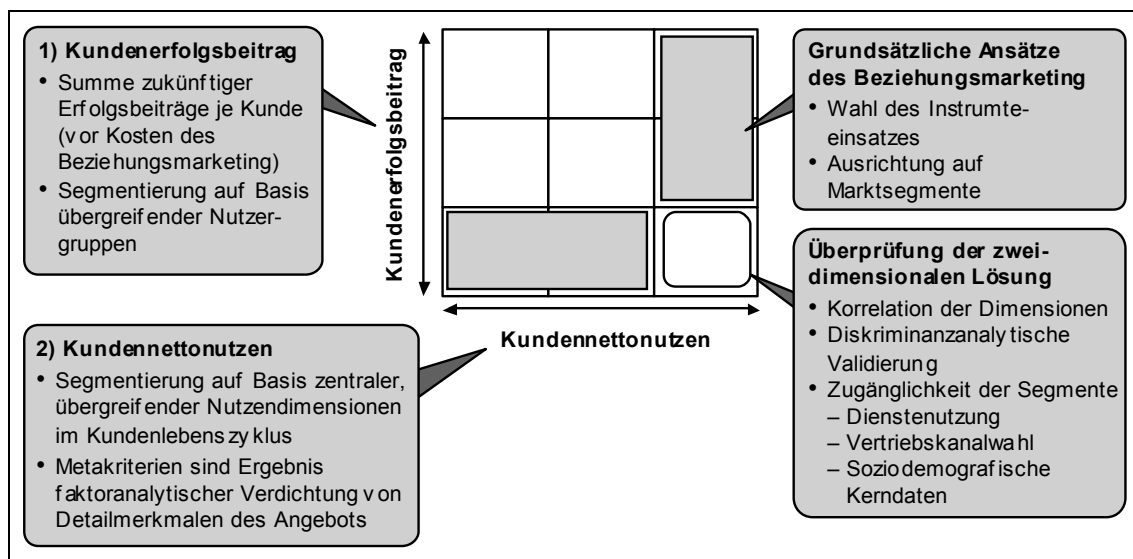 1) Kundenerfolgsbeitrag
• Summe zukünftiger
Erfolgsbeiträge je Kunde
(vor Kosten des
Beziehungsmarketing)
• Segmentierung auf Basis
übergreifender Nutzer-
gruppen
Kundenerfolgsbeitrag
Kundennettonutzen
Grundsätzliche Ansätze
des Beziehungsmarketing
• Wahl des Instrumte-
einsatzes
• Ausrichtung auf
Marktsegmente
2) Kundennettonutzen
• Segmentierung auf Basis zentraler,
übergreifender Nutzendimensionen
im Kundenlebenszyklus
• Metakriterien sind Ergebnis
faktoranalytischer Verdichtung von
Detailmerkmalen des Angebots
Überprüfung der zwei-
dimensionalen Lösung
• Korrelation der Dimensionen
• Diskriminanzanalytische
Validierung
• Zugänglichkeit der Segmente
– Dienstenutzung
– Vertriebskanalwahl
– Soziodemografische
Kerndaten